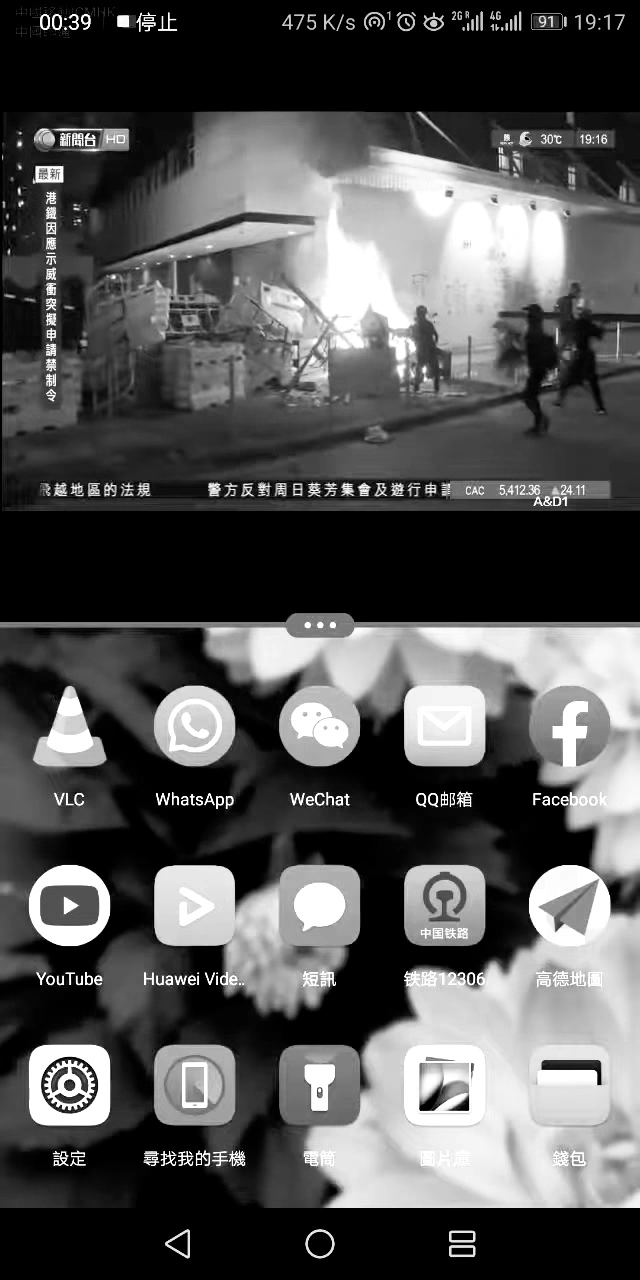 00:39 停止 475 K/s 1 2G R 4G 91 19:17
新聞台 HD
30℃ 19:16
最新
港鐵因應示威衝突擬申請禁制令
飛越地區的法規 警方反對周日葵芳集會及遊行申請
CAC 5,412.36 ▲24.11
A&D1
VLC WhatsApp WeChat QQ邮箱 Facebook
中国铁路
YouTube Huawei Vide.. 短訊 铁路12306 高德地圖
設定 尋找我的手機 電筒 圖片庫 錢包